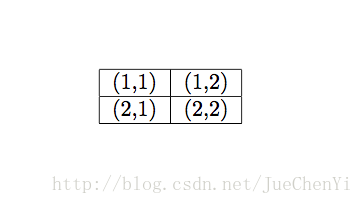 (1,1) (1,2)
(2,1) (2,2)
http://blog.csdn.net/JueChenYi